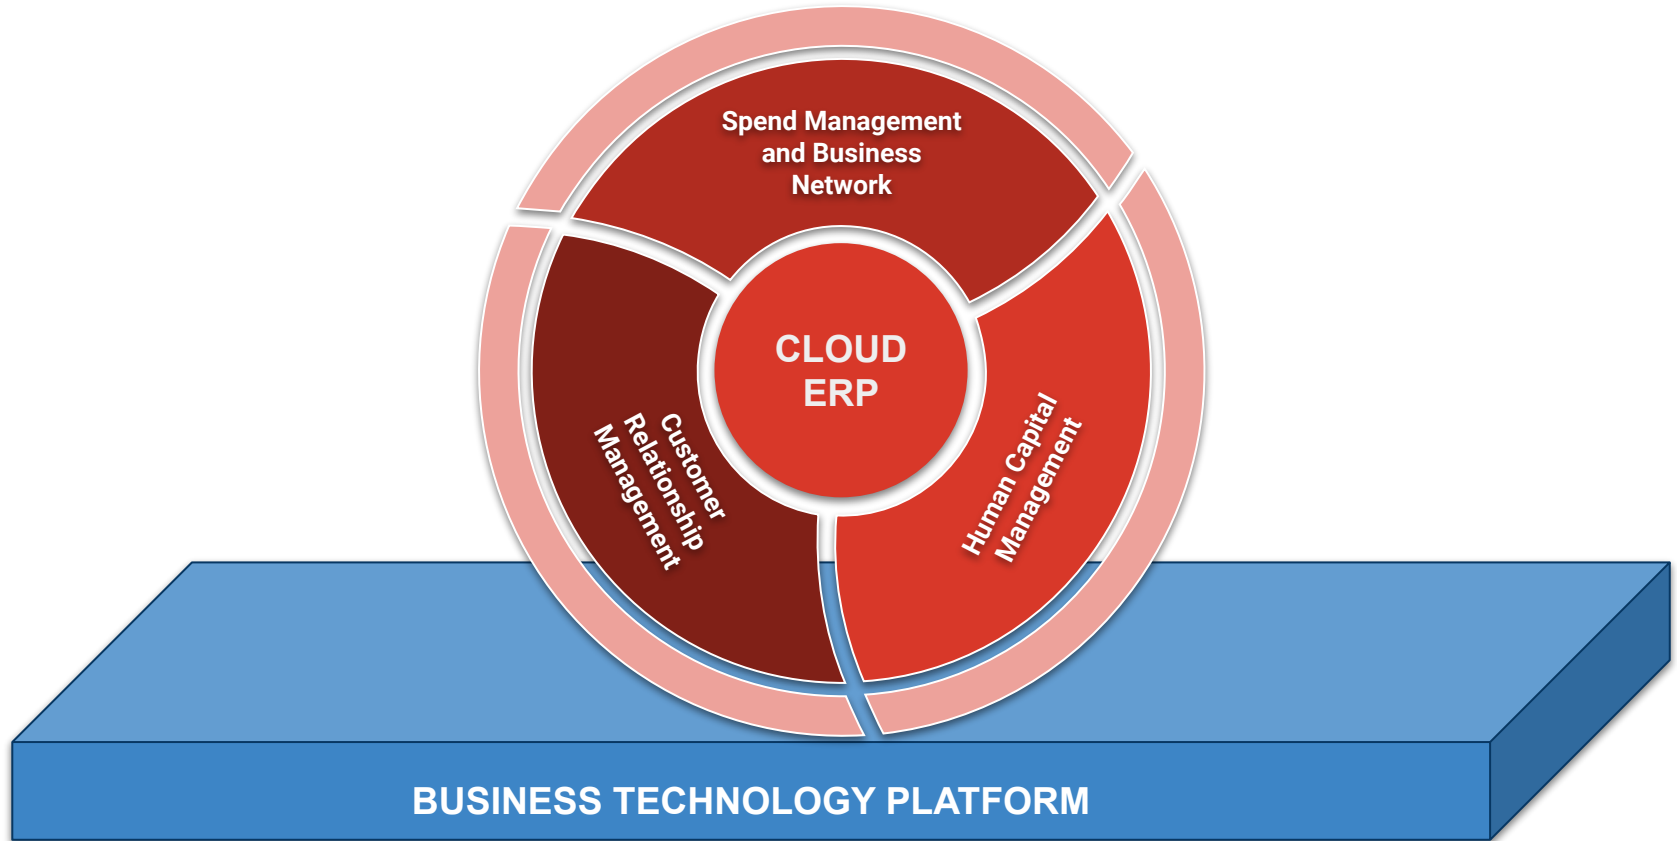 Spend Management
and Business
Network
CLOUD
ERP
Customer
Relationship
Management
Human Capital
Management
BUSINESS TECHNOLOGY PLATFORM